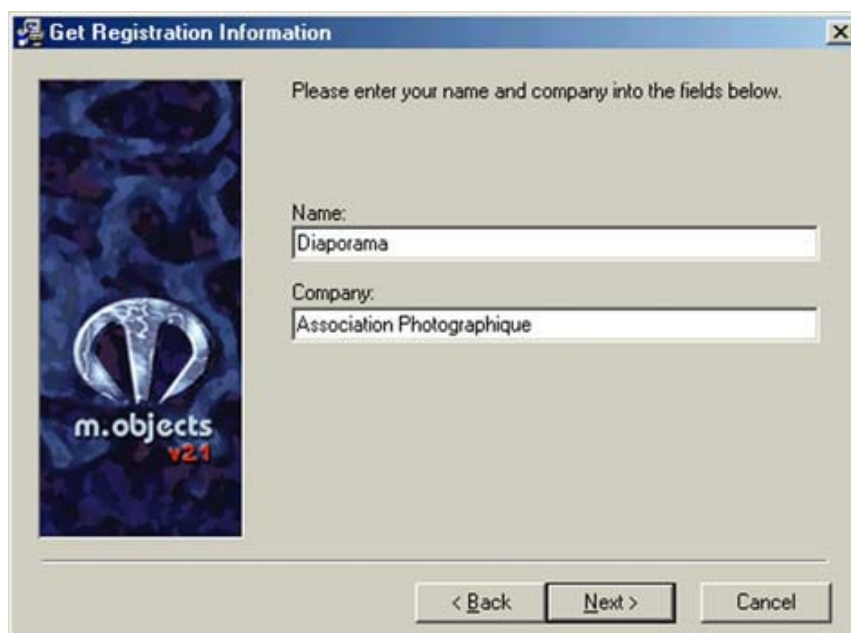 Get Registration Information
Please enter your name and company into the fields below.
Name:
Diaporama
Company:
Association Photographique
m.objects
v2.1
< Back
Next >
Cancel